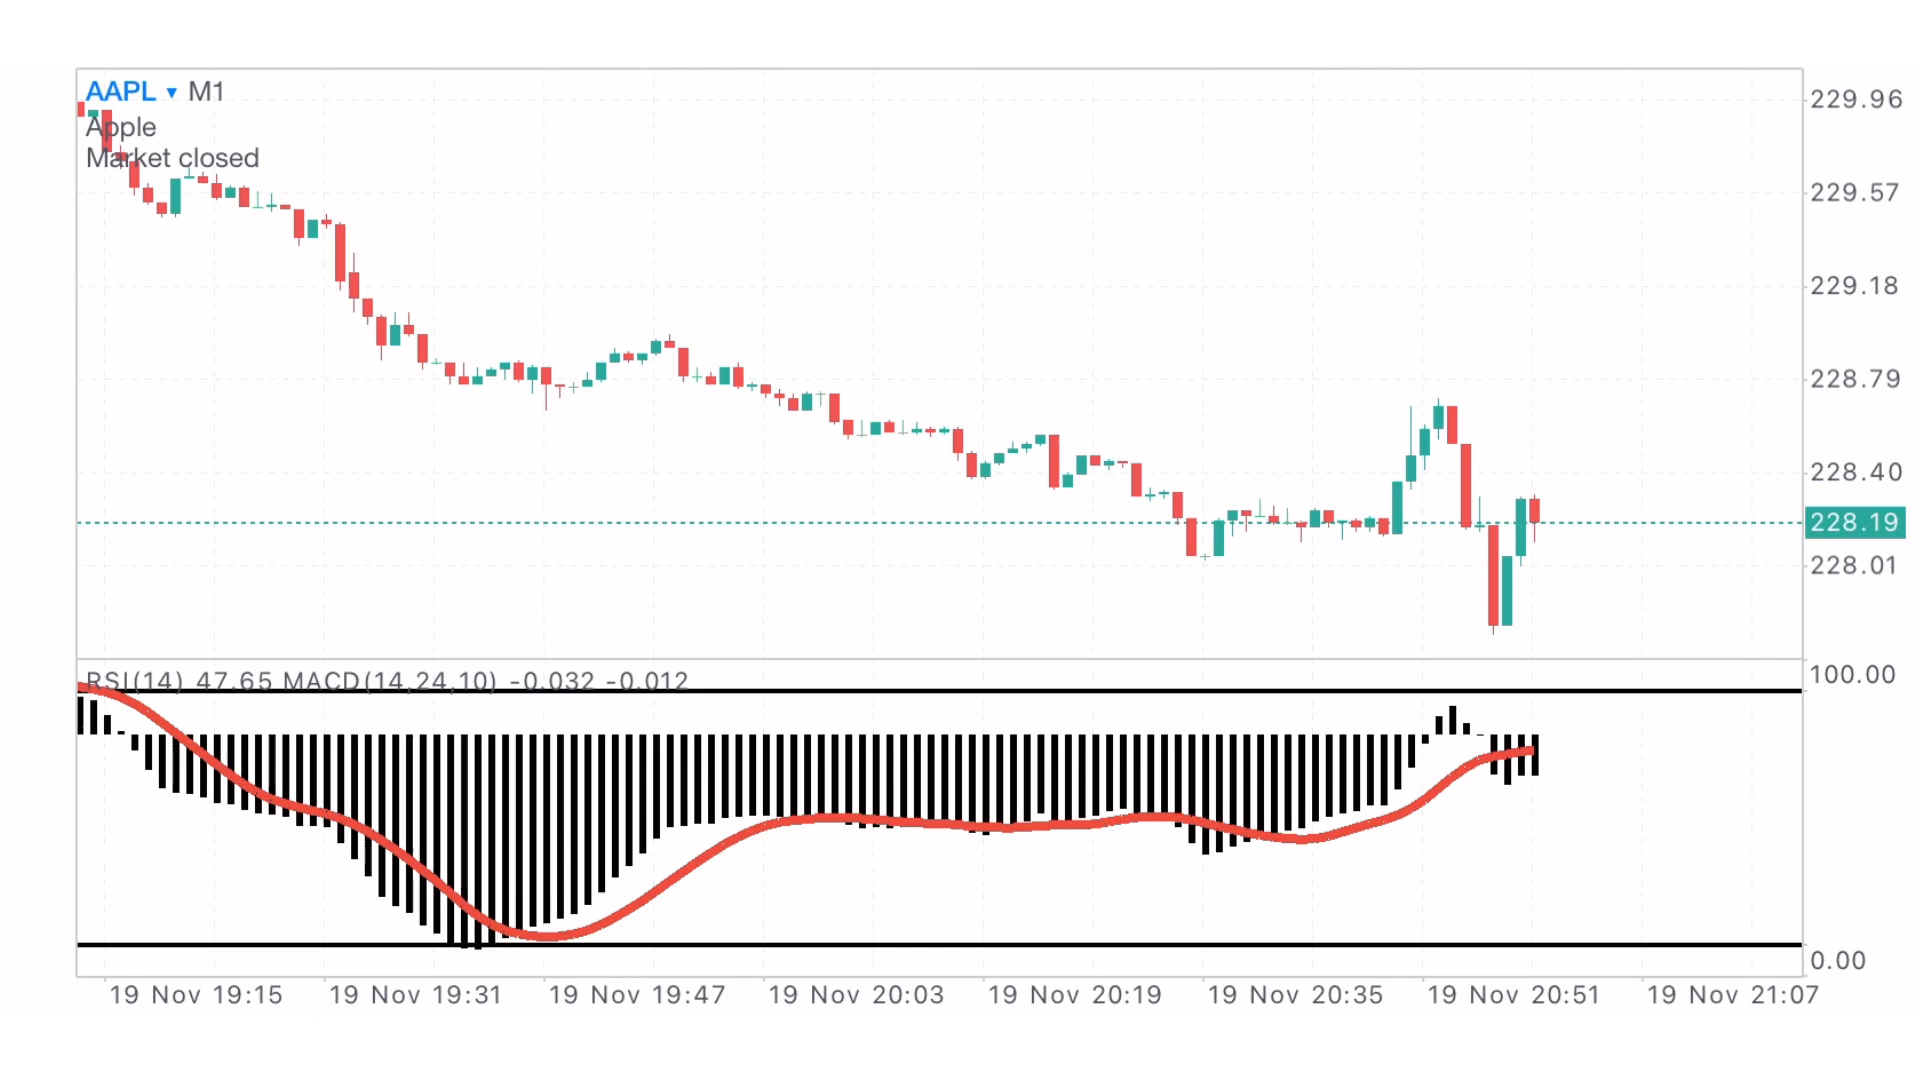 AAPL ▼ M1
Apple
Market closed
229.96
229.57
229.18
228.79
228.40
228.19
228.01
RSI(14) 47.65 MACD(14,24,10) -0.032 -0.012
100.00
0.00
19 Nov 19:15 19 Nov 19:31 19 Nov 19:47 19 Nov 20:03 19 Nov 20:19 19 Nov 20:35 19 Nov 20:51 19 Nov 21:07